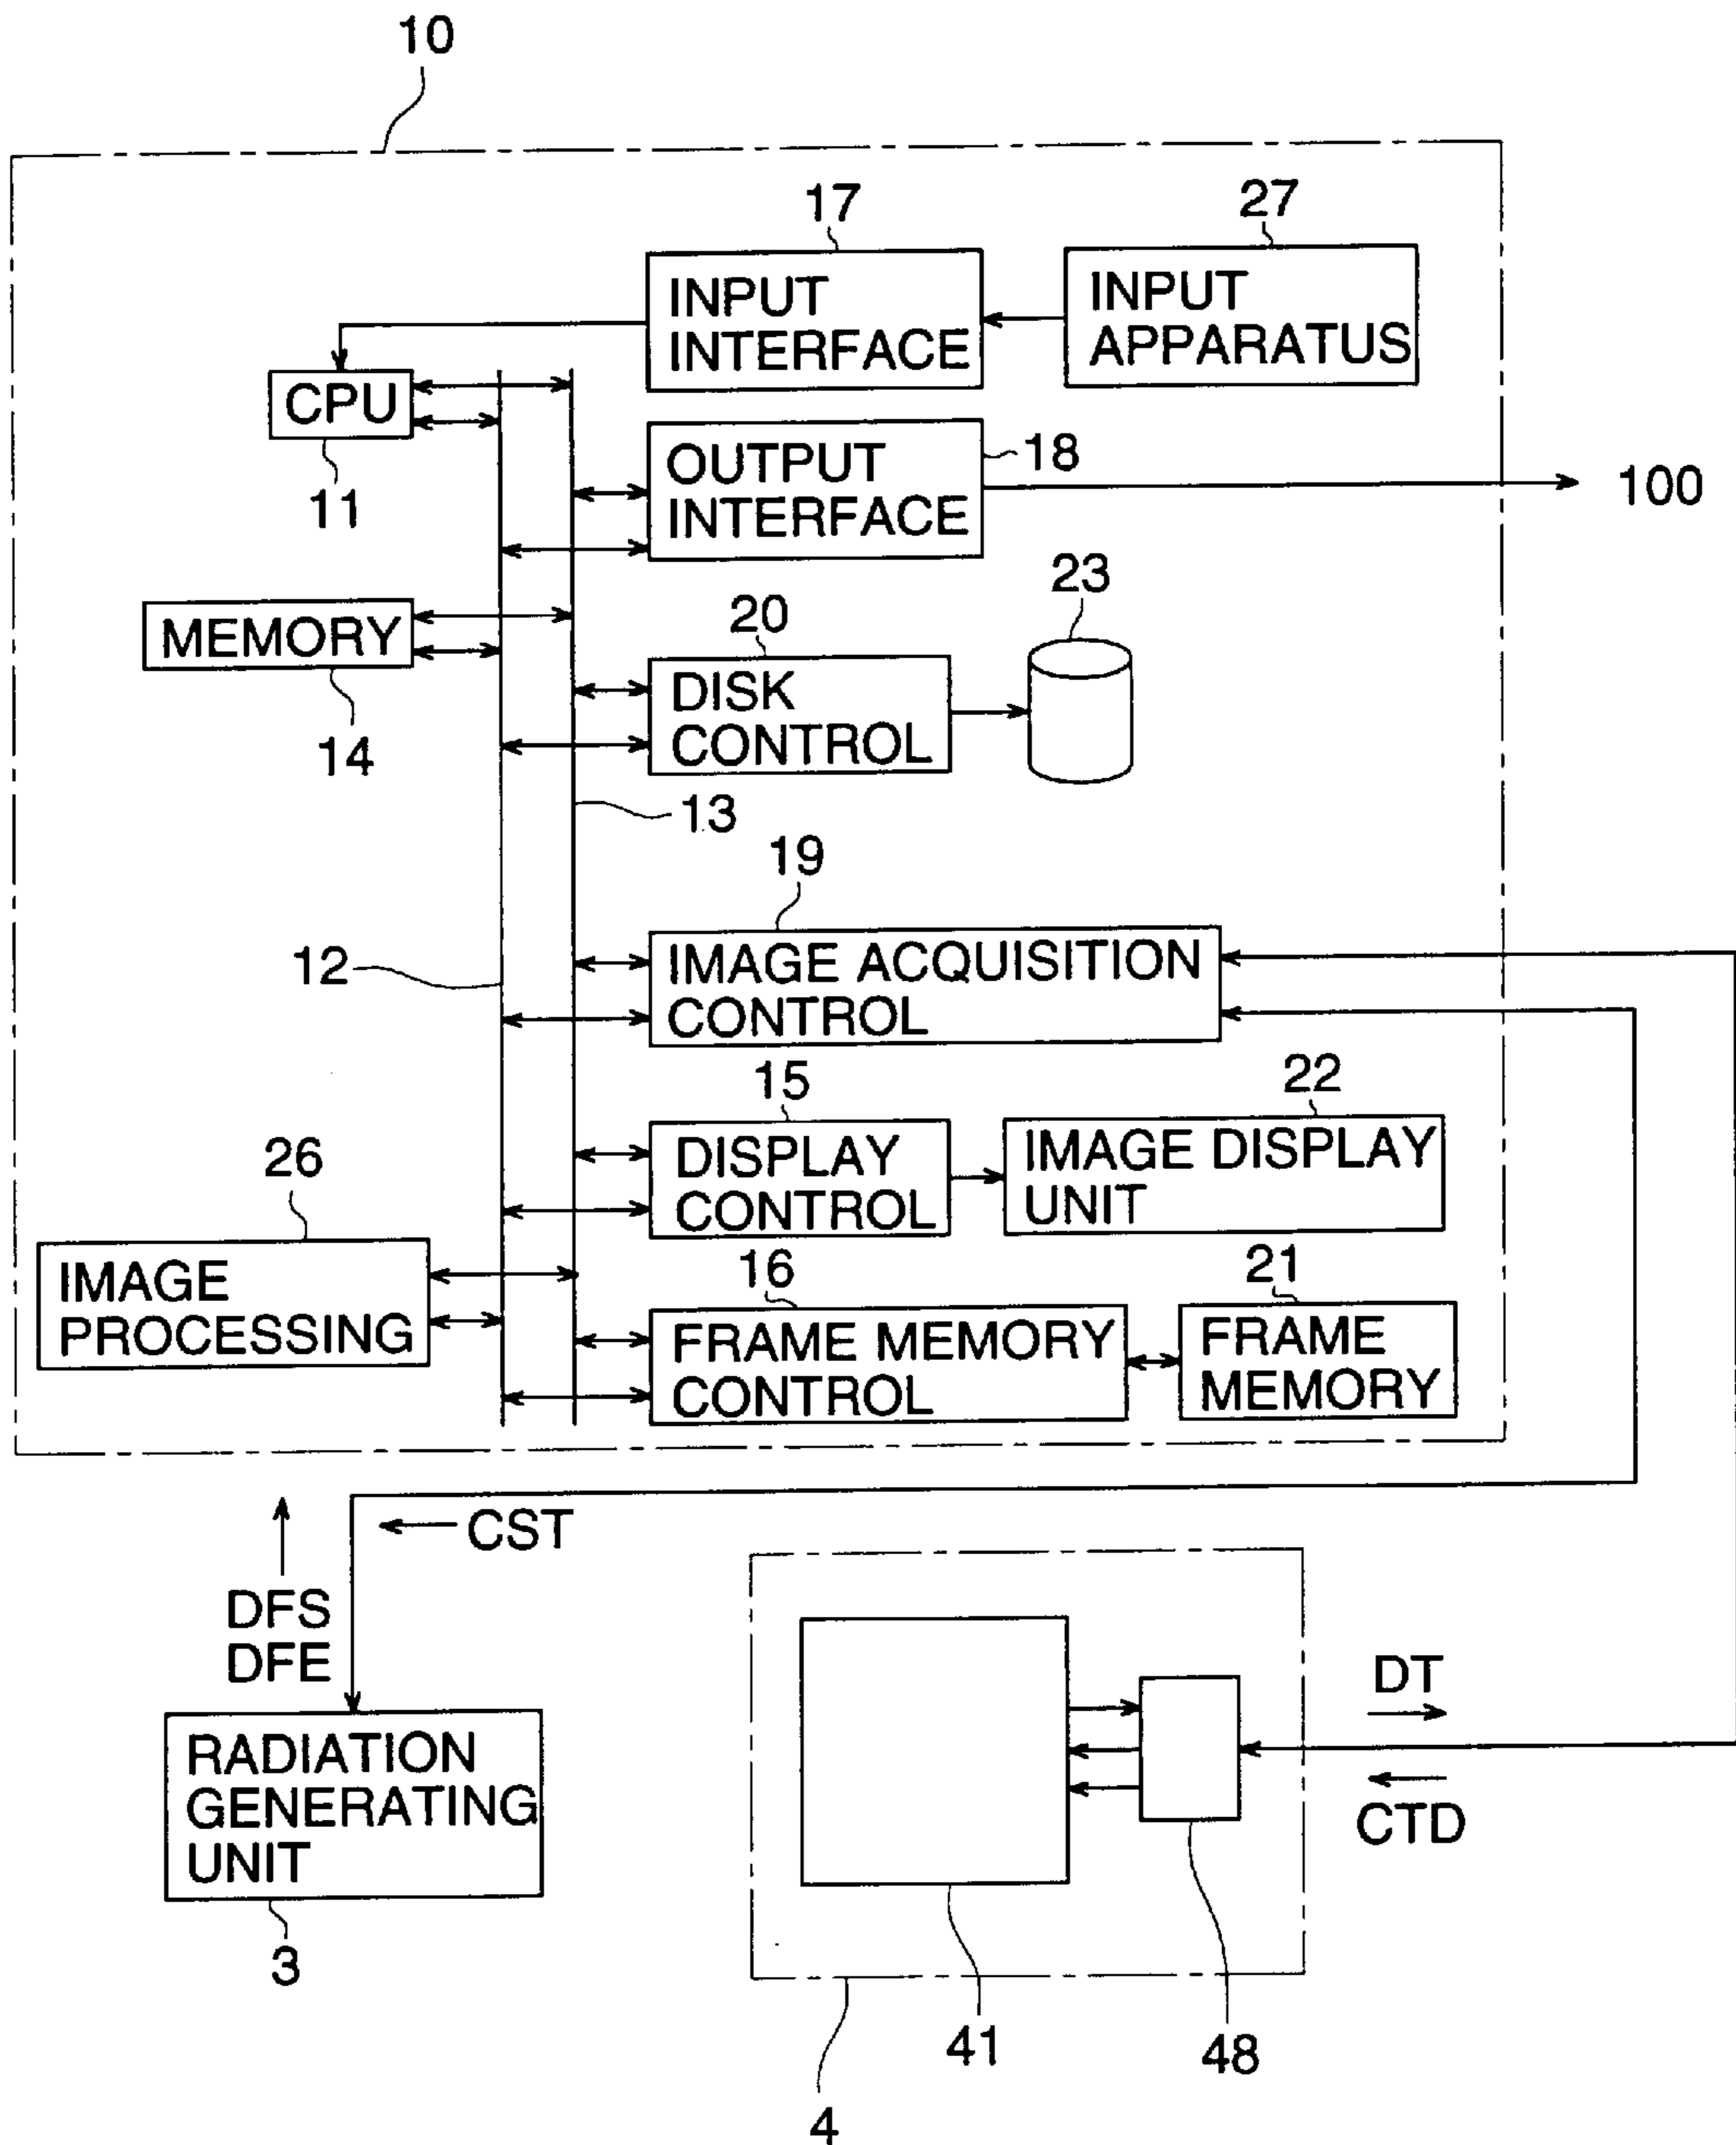 10
17
27
INPUT
INTERFACE
INPUT
APPARATUS
CPU
11
OUTPUT
INTERFACE
18
100
MEMORY
14
20
23
DISK
CONTROL
13
19
12
IMAGE ACQUISITION
CONTROL
15
22
DISPLAY
CONTROL
IMAGE DISPLAY
UNIT
26
IMAGE
PROCESSING
16
21
FRAME MEMORY
CONTROL
FRAME
MEMORY
CST
DFS
DFE
RADIATION
GENERATING
UNIT
3
DT
CTD
41
48
4